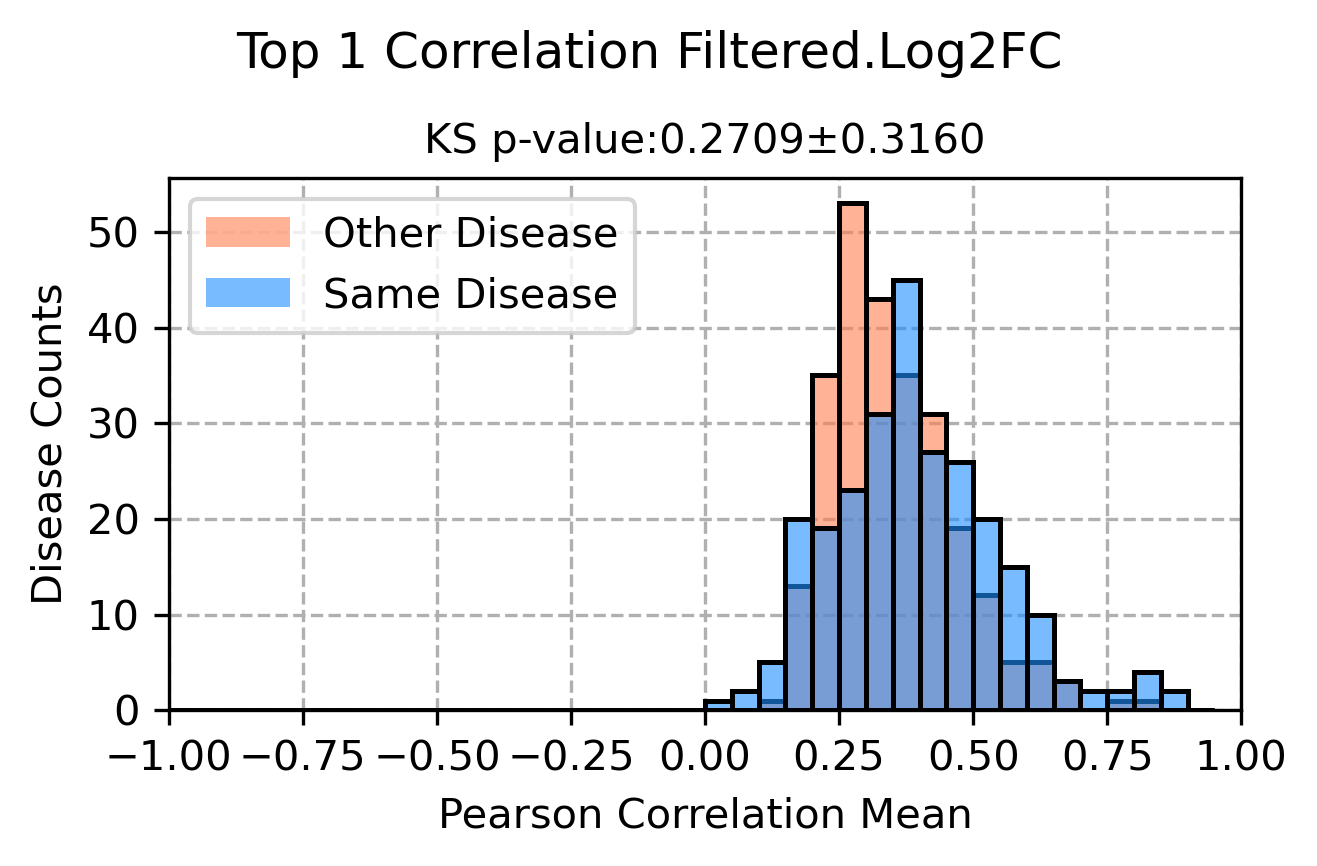 Top 1 Correlation Filtered.Log2FC
KS p-value:0.2709±0.3160
Other Disease
Same Disease
Disease Counts
50
40
30
20
10
0
−1.00 −0.75 −0.50 −0.25 0.00 0.25 0.50 0.75 1.00
Pearson Correlation Mean